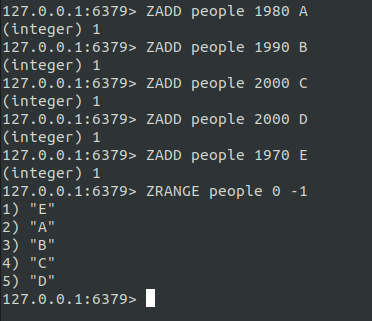 127.0.0.1:6379> ZADD people 1980 A
(integer) 1
127.0.0.1:6379> ZADD people 1990 B
(integer) 1
127.0.0.1:6379> ZADD people 2000 C
(integer) 1
127.0.0.1:6379> ZADD people 2000 D
(integer) 1
127.0.0.1:6379> ZADD people 1970 E
(integer) 1
127.0.0.1:6379> ZRANGE people 0 -1
1) "E"
2) "A"
3) "B"
4) "C"
5) "D"
127.0.0.1:6379>